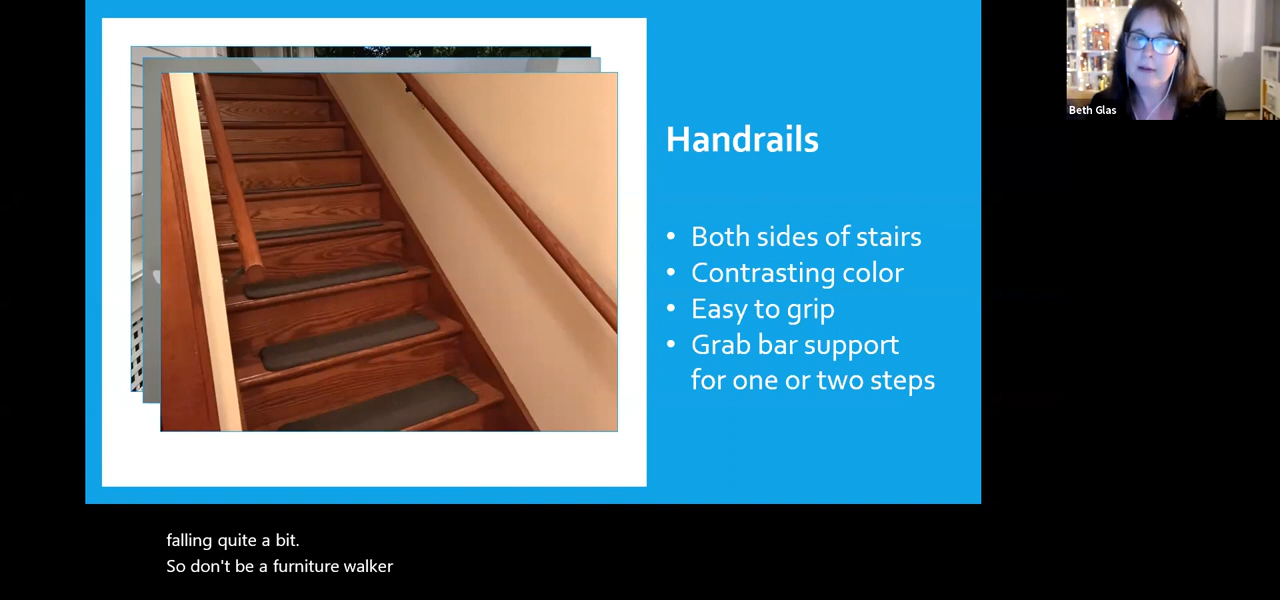 Handrails
• Both sides of stairs
• Contrasting color
• Easy to grip
• Grab bar support
for one or two steps
Beth Glas
falling quite a bit.
So don't be a furniture walker